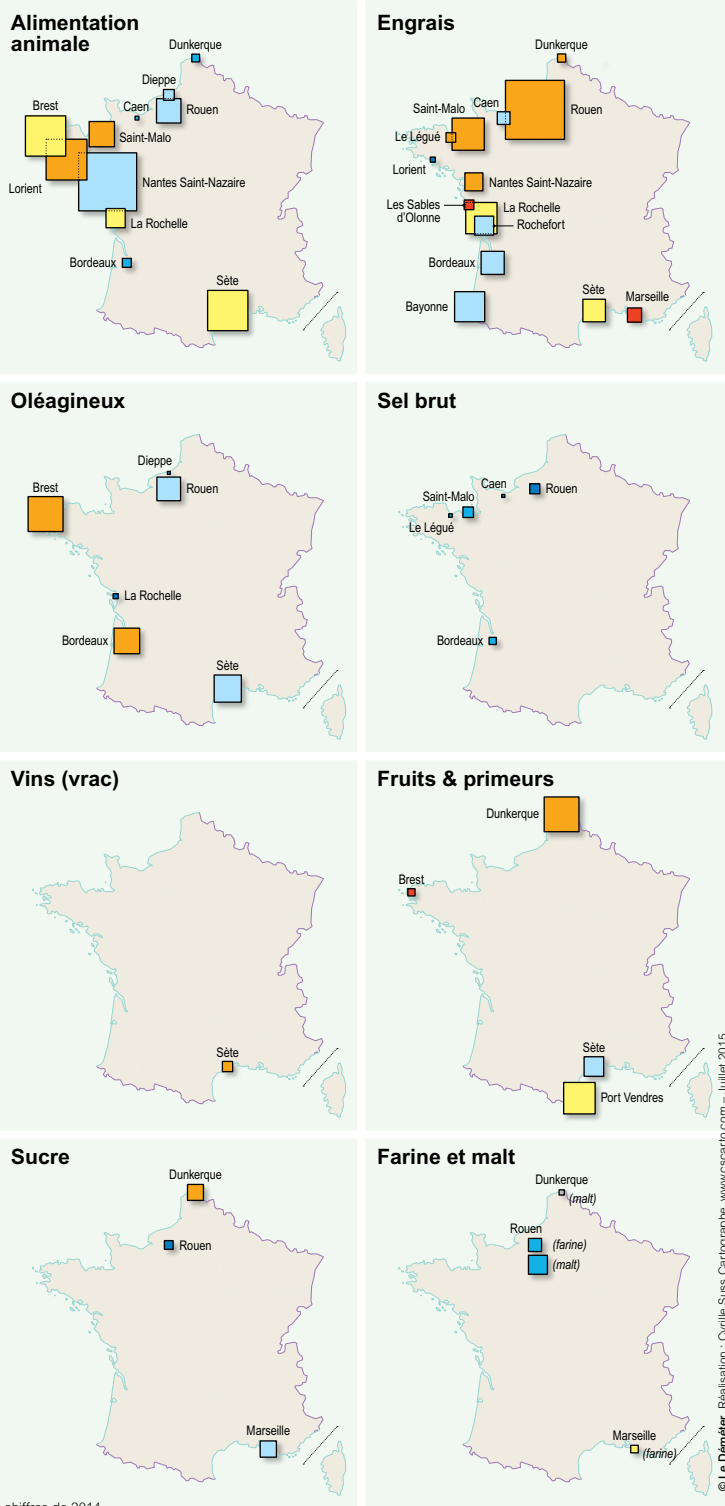 Alimentation
animale
Dunkerque
Dieppe
Brest
Caen
Rouen
Saint-Malo
Lorient
Nantes Saint-Nazaire
La Rochelle
Bordeaux
Sète
Engrais
Dunkerque
Saint-Malo
Caen
Rouen
Le Légué
Lorient
Nantes Saint-Nazaire
Les Sables
d'Olonne
La Rochelle
Rochefort
Bordeaux
Bayonne
Sète
Marseille
Oléagineux
Dieppe
Brest
Rouen
La Rochelle
Bordeaux
Sète
Sel brut
Caen
Rouen
Saint-Malo
Le Légué
Bordeaux
Vins (vrac)
Sète
Fruits & primeurs
Dunkerque
Brest
Sète
Port Vendres
Sucre
Dunkerque
Rouen
Marseille
Farine et malt
Dunkerque
(malt)
Rouen
(farine)
(malt)
Marseille
(farine)
© Le Déméter. Réalisation : Cyrille Suss Cartographe, www.cscarto.com – Juillet 2015
chiffres de 2014